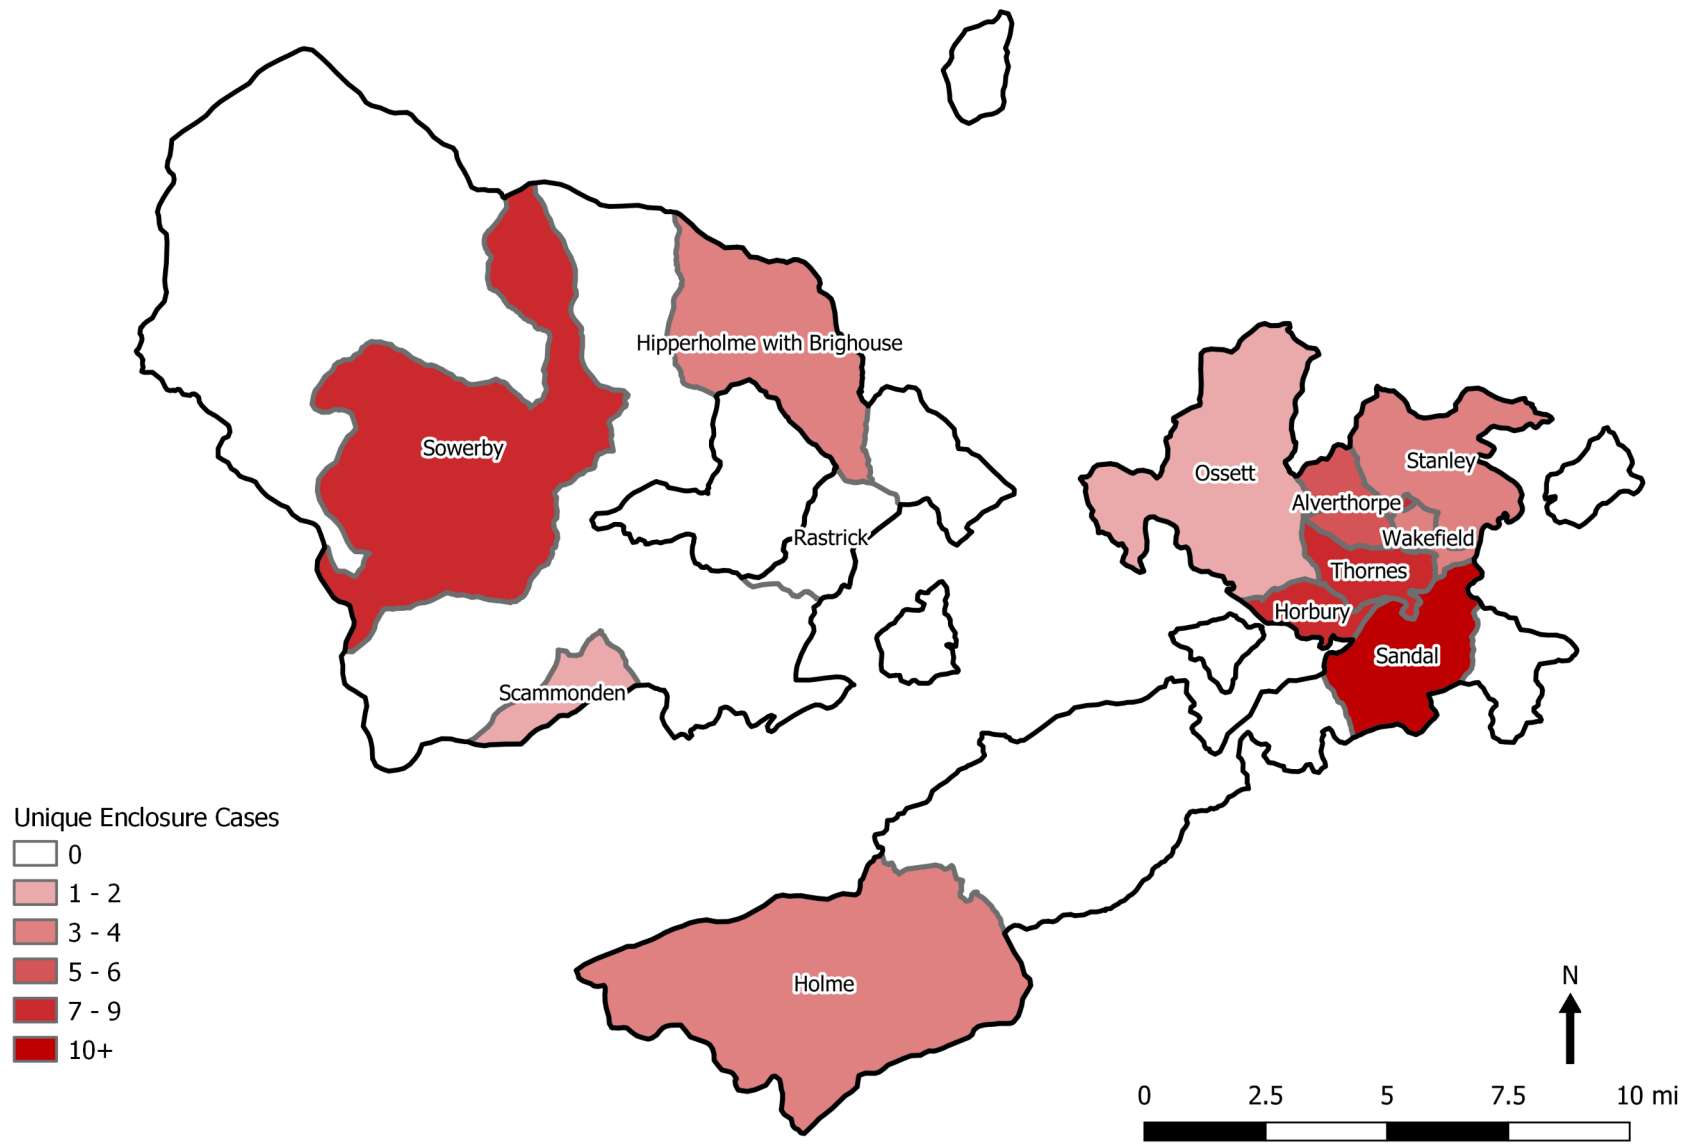 Hipperholme with Brighouse
Sowerby
Stanley
Ossett
Alverthorpe
Rastrick
Wakefield
Thornes
Horbury
Sandal
Scammonden
Unique Enclosure Cases
0
1 - 2
3 - 4
5 - 6
7 - 9
10+
Holme
N
0 2.5 5 7.5 10 mi